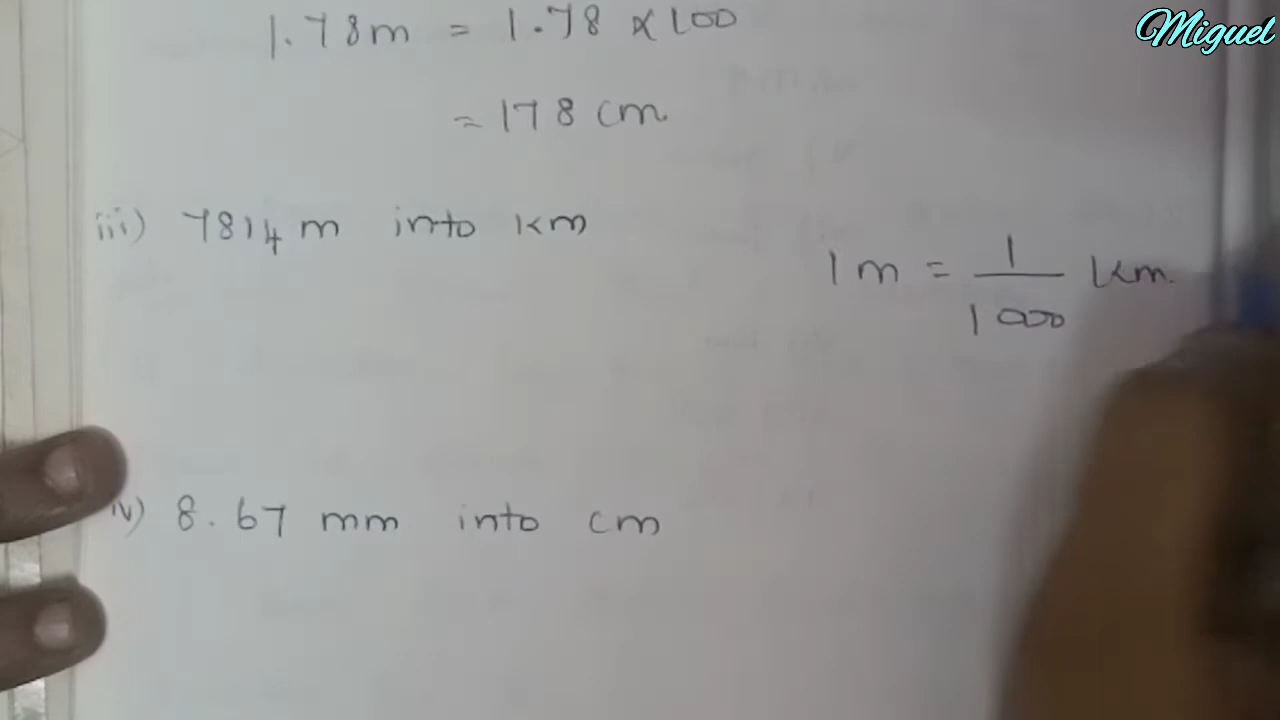 Miguel
1.78m = 1.78 × 100
= 178 cm
iii) 7814 m into km
1 m = 1/1000 km.
iv) 8.67 mm into cm